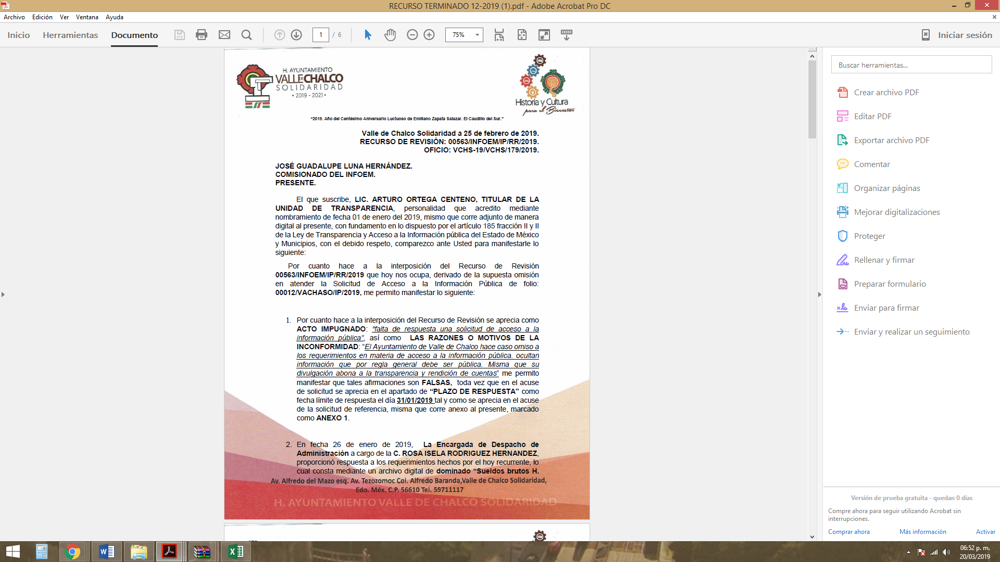 RECURSO TERMINADO 12-2019 (1).pdf - Adobe Acrobat Pro DC
Archivo Edición Ver Ventana Ayuda
Inicio Herramientas Documento 1 / 6 75% Iniciar sesión
H. AYUNTAMIENTO
VALLE DE CHALCO
SOLIDARIDAD
• 2019 - 2021 •
Historia y Cultura
para el Bienestar
“2019. Año del Centésimo Aniversario Luctuoso de Emiliano Zapata Salazar. El Caudillo del Sur.”
Valle de Chalco Solidaridad a 25 de febrero de 2019.
RECURSO DE REVISIÓN: 00563/INFOEM/IP/RR/2019.
OFICIO: VCHS-19/VCHS/179/2019.
JOSÉ GUADALUPE LUNA HERNÁNDEZ.
COMISIONADO DEL INFOEM.
PRESENTE.
El que suscribe, LIC. ARTURO ORTEGA CENTENO, TITULAR DE LA
UNIDAD DE TRANSPARENCIA, personalidad que acredito mediante
nombramiento de fecha 01 de enero del 2019, mismo que corre adjunto de manera
digital al presente, con fundamento en lo dispuesto por el artículo 185 fracción II y II
de la Ley de Transparencia y Acceso a la Información pública del Estado de México
y Municipios, con el debido respeto, comparezco ante Usted para manifestarle lo
siguiente:
Por cuanto hace a la interposición del Recurso de Revisión
00563/INFOEM/IP/RR/2019 que hoy nos ocupa, derivado de la supuesta omisión
en atender la Solicitud de Acceso a la Información Pública de folio:
00012/VACHASO/IP/2019, me permito manifestar lo siguiente:
1. Por cuanto hace a la interposición del Recurso de Revisión se aprecia como
ACTO IMPUGNADO: “falta de respuesta una solicitud de acceso a la
información pública”, así como LAS RAZONES O MOTIVOS DE LA
INCONFORMIDAD: “El Ayuntamiento de Valle de Chalco hace caso omiso a
los requerimientos en materia de acceso a la información pública. ocultan
información que por regla general debe ser pública. Misma que su
divulgación abona a la transparencia y rendición de cuentas” me permito
manifestar que tales afirmaciones son FALSAS, toda vez que en el acuse
de solicitud se aprecia en el apartado de “PLAZO DE RESPUESTA” como
fecha límite de respuesta el día 31/01/2019 tal y como se aprecia en el acuse
de la solicitud de referencia, misma que corre anexo al presente, marcado
como ANEXO 1.
2. En fecha 26 de enero de 2019, La Encargada de Despacho de
Administración a cargo de la C. ROSA ISELA RODRIGUEZ HERNANDEZ,
proporcionó respuesta a los requerimientos hechos por el hoy recurrente, lo
cual consta mediante un archivo digital de dominado “Sueldos brutos H.
Av. Alfredo del Mazo esq. Av. Tezozomoc Col. Alfredo Baranda,Valle de Chalco Solidaridad,
Edo. Méx. C.P. 56610 Tel. 59711117
H. AYUNTAMIENTO VALLE DE CHALCO SOLIDARIDAD
Buscar herramientas...
Crear archivo PDF
Editar PDF
Exportar archivo PDF
Comentar
Organizar páginas
Mejorar digitalizaciones
Proteger
Rellenar y firmar
Preparar formulario
Enviar para firmar
Enviar y realizar un seguimiento
Versión de prueba gratuita - quedan 0 días
Compre ahora para seguir utilizando Acrobat sin
interrupciones.
Comprar ahora Más información Activar
06:52 p. m.
20/03/2019